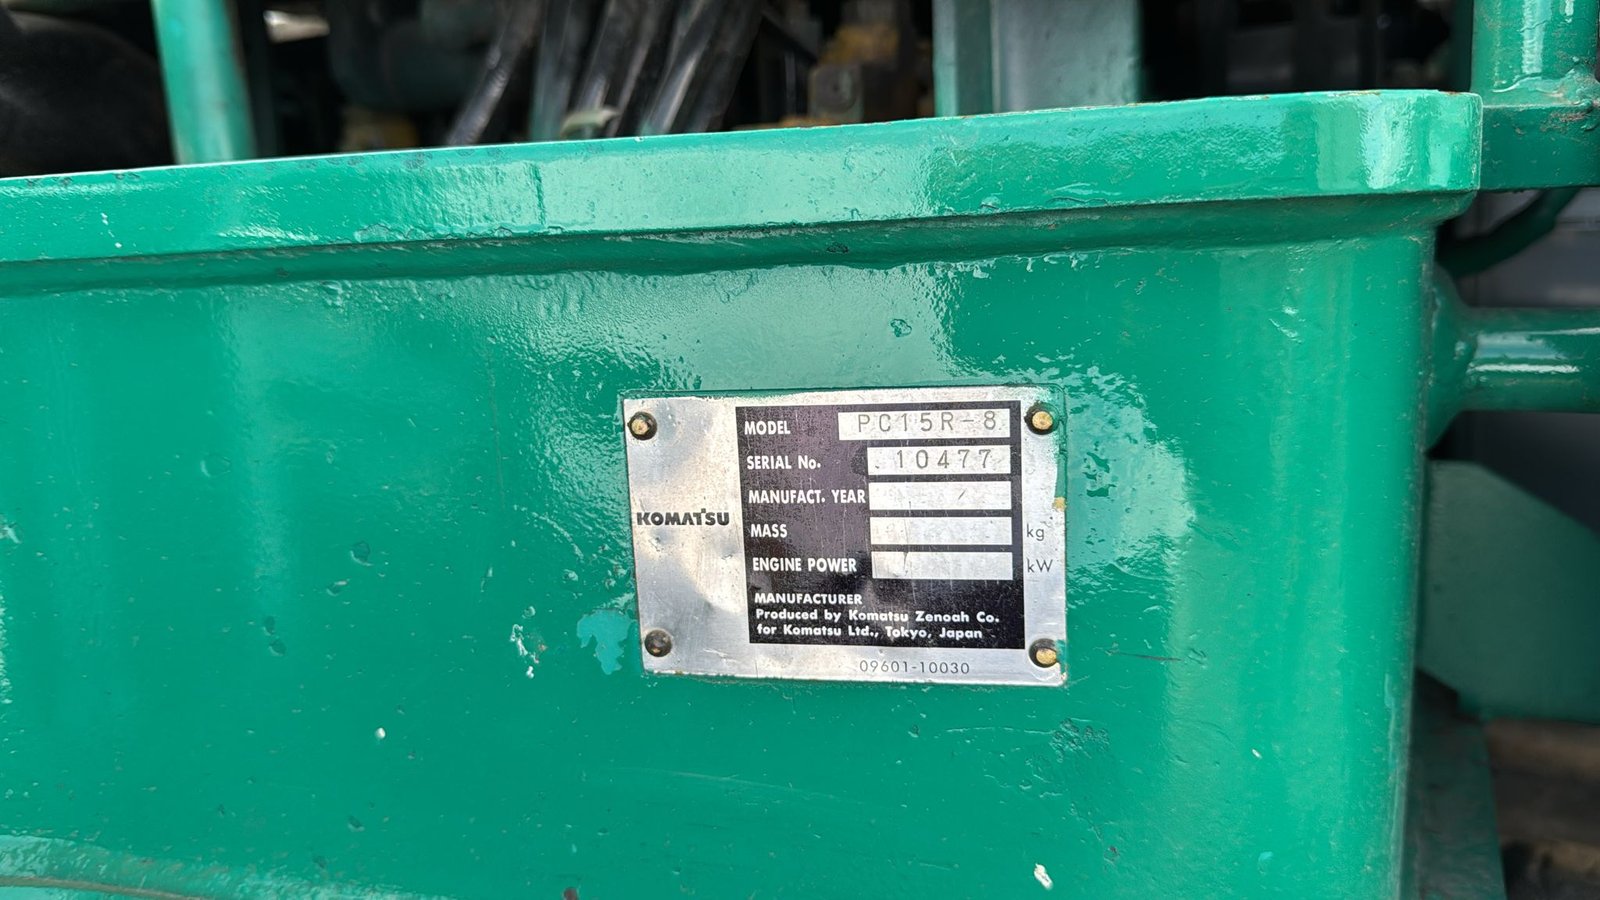 KOMATSU
MODEL PC15R-8
SERIAL No. 10477
MANUFACT. YEAR
MASS kg
ENGINE POWER kW
MANUFACTURER
Produced by Komatsu Zenoah Co.
for Komatsu Ltd., Tokyo, Japan
09601-10030